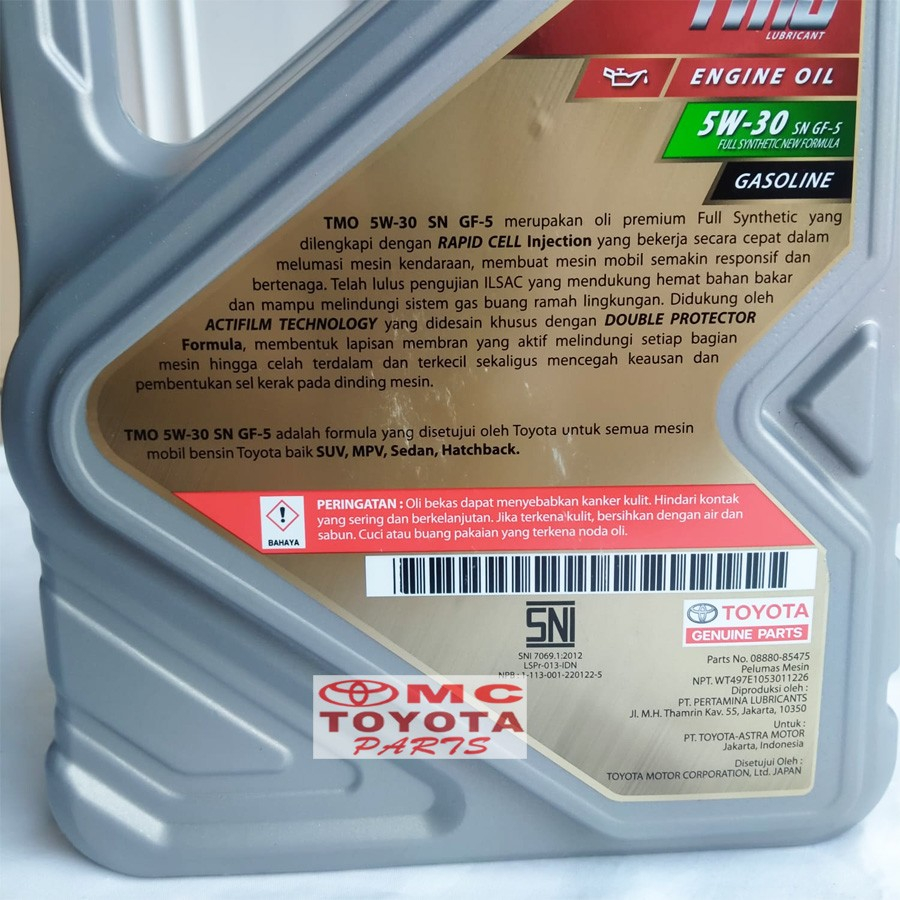 TMO
LUBRICANT
ENGINE OIL
5W-30 SN GF-5
FULL SYNTHETIC NEW FORMULA
GASOLINE
TMO 5W-30 SN GF-5 merupakan oli premium Full Synthetic yang
dilengkapi dengan RAPID CELL Injection yang bekerja secara cepat dalam
melumasi mesin kendaraan, membuat mesin mobil semakin responsif dan
bertenaga. Telah lulus pengujian ILSAC yang mendukung hemat bahan bakar
dan mampu melindungi sistem gas buang ramah lingkungan. Didukung oleh
ACTIFILM TECHNOLOGY yang didesain khusus dengan DOUBLE PROTECTOR
Formula, membentuk lapisan membran yang aktif melindungi setiap bagian
mesin hingga celah terdalam dan terkecil sekaligus mencegah keausan dan
pembentukan sel kerak pada dinding mesin.
TMO 5W-30 SN GF-5 adalah formula yang disetujui oleh Toyota untuk semua mesin
mobil bensin Toyota baik SUV, MPV, Sedan, Hatchback.
PERINGATAN : Oli bekas dapat menyebabkan kanker kulit. Hindari kontak
yang sering dan berkelanjutan. Jika terkena kulit, bersihkan dengan air dan
sabun. Cuci atau buang pakaian yang terkena noda oli.
BAHAYA
SNI
SNI 7069.1:2012
LSPr-013-IDN
NPB : 1-113-001-220122-5
TOYOTA
GENUINE PARTS
Parts No. 08880-85475
Pelumas Mesin
NPT. WT497E1053011226
Diproduksi oleh :
PT. PERTAMINA LUBRICANTS
Jl. M.H. Thamrin Kav. 55, Jakarta, 10350
Untuk :
PT. TOYOTA-ASTRA MOTOR
Jakarta, Indonesia
Disetujui Oleh :
TOYOTA MOTOR CORPORATION, Ltd. JAPAN
MC
TOYOTA
PARTS